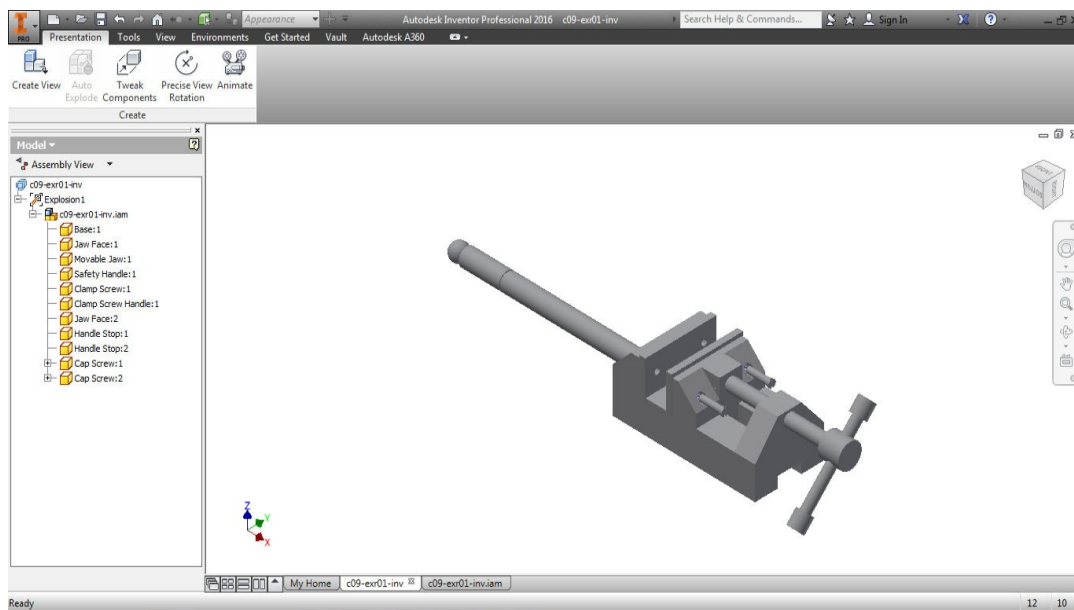 Appearance
Autodesk Inventor Professional 2016 c09-exr01-inv
Search Help & Commands...
Sign In
PRO
Presentation Tools View Environments Get Started Vault Autodesk A360
Create View Auto Explode Tweak Components Precise View Rotation Animate
Create
Model
Assembly View
c09-exr01-inv
Explosion1
c09-exr01-inv.iam
Base:1
Jaw Face:1
Movable Jaw:1
Safety Handle:1
Clamp Screw:1
Clamp Screw Handle:1
Jaw Face:2
Handle Stop:1
Handle Stop:2
Cap Screw:1
Cap Screw:2
Z
Y
X
My Home c09-exr01-inv c09-exr01-inv.iam
Ready
12 10